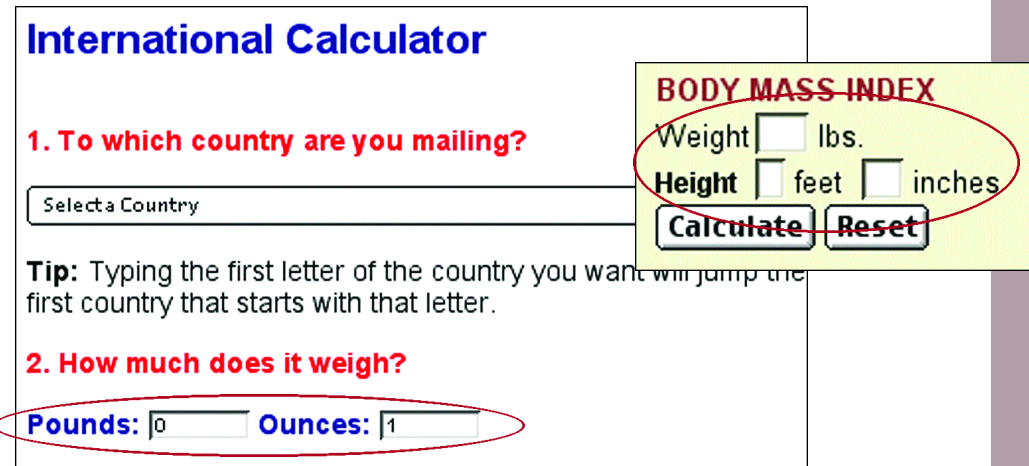 International Calculator
1. To which country are you mailing?
Select a Country
Tip: Typing the first letter of the country you want will jump the
first country that starts with that letter.
2. How much does it weigh?
Pounds: 0 Ounces: 1
BODY MASS INDEX
Weight lbs.
Height feet inches
Calculate Reset